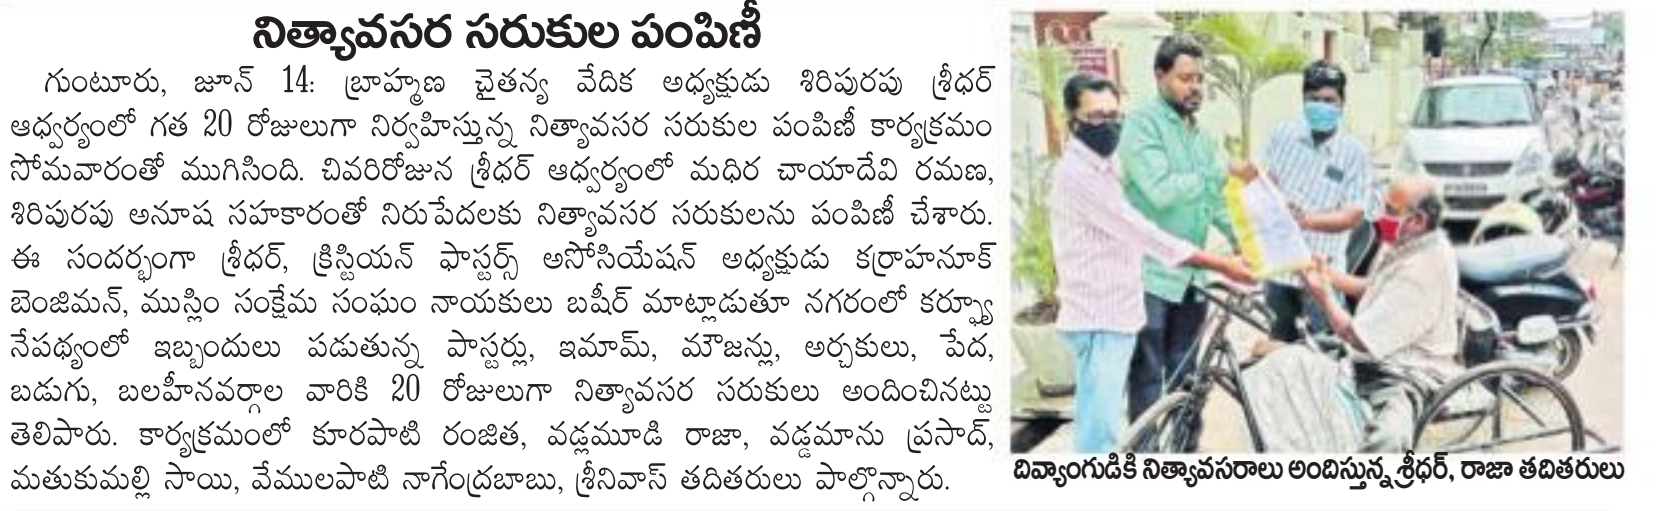 నిత్యావసర సరుకుల పంపిణీ
గుంటూరు, జూన్ 14: బ్రాహ్మణ చైతన్య వేదిక అధ్యక్షుడు శిరిపురపు శ్రీధర్
ఆధ్వర్యంలో గత 20 రోజులుగా నిర్వహిస్తున్న నిత్యావసర సరుకుల పంపిణీ కార్యక్రమం
సోమవారంతో ముగిసింది. చివరిరోజున శ్రీధర్ ఆధ్వర్యంలో మధిర చాయాదేవి రమణ,
శిరిపురపు అనూష సహకారంతో నిరుపేదలకు నిత్యావసర సరుకులను పంపిణీ చేశారు.
ఈ సందర్భంగా శ్రీధర్, క్రిస్టియన్ ఫాస్టర్స్ అసోసియేషన్ అధ్యక్షుడు కర్రాహనూక్
బెంజిమన్, ముస్లిం సంక్షేమ సంఘం నాయకులు బషీర్ మాట్లాడుతూ నగరంలో కర్ఫ్యూ
నేపథ్యంలో ఇబ్బందులు పడుతున్న పాస్టర్లు, ఇమామ్, మౌజన్లు, అర్చకులు, పేద,
బడుగు, బలహీనవర్గాల వారికి 20 రోజులుగా నిత్యావసర సరుకులు అందించినట్టు
తెలిపారు. కార్యక్రమంలో కూరపాటి రంజిత, వడ్లమూడి రాజా, వడ్డమాను ప్రసాద్,
మతుకుమల్లి సాయి, వేములపాటి నాగేంద్రబాబు, శ్రీనివాస్ తదితరులు పాల్గొన్నారు.
దివ్యాంగుడికి నిత్యావసరాలు అందిస్తున్న శ్రీధర్, రాజా తదితరులు